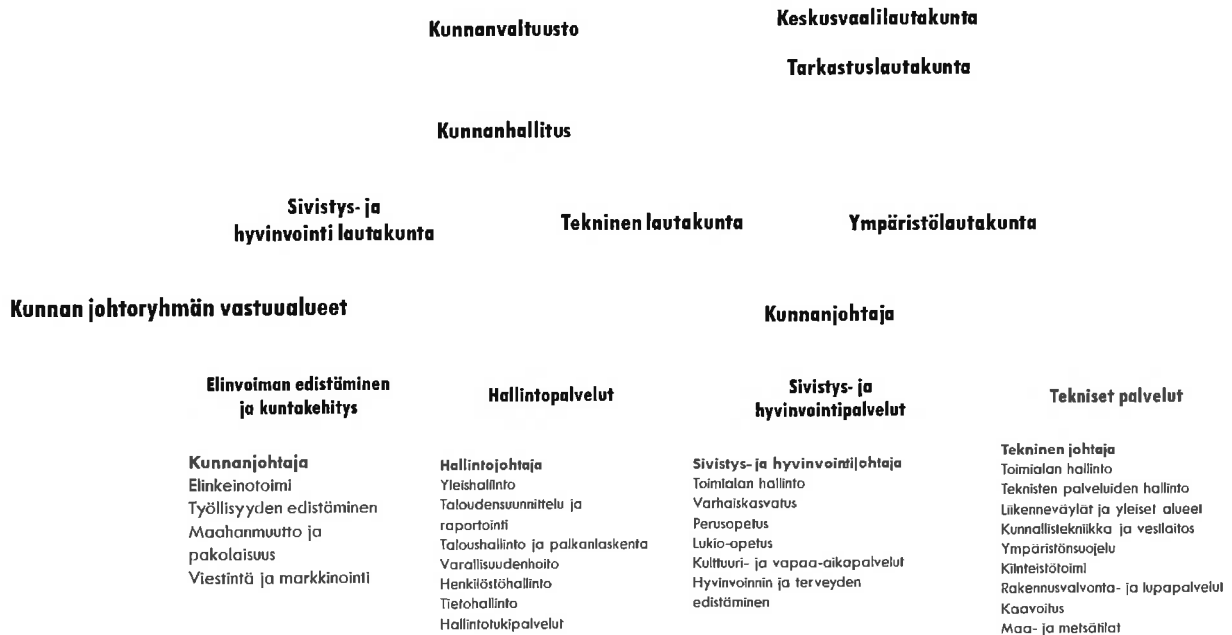 Kunnanvaltuusto
Keskusvaalilautakunta
Tarkastuslautakunta
Kunnanhallitus
Sivistys- ja
hyvinvointi lautakunta
Tekninen lautakunta
Ympäristölautakunta
Kunnan johtoryhmän vastuualueet
Kunnanjohtaja
Elinvoiman edistäminen
ja kuntakehitys
Kunnanjohtaja
Elinkeinotoimi
Työllisyyden edistäminen
Maahanmuutto ja
pakolaisuus
Viestintä ja markkinointi
Hallintopalvelut
Hallintojohtaja
Yleishallinto
Taloudensuunnittelu ja
raportointi
Taloushallinto ja palkanlaskenta
Varallisuudenhoito
Henkilöstöhallinto
Tietohallinto
Hallintotukipalvelut
Sivistys- ja
hyvinvointipalvelut
Sivistys- ja hyvinvointijohtaja
Toimialan hallinto
Varhaiskasvatus
Perusopetus
Lukio-opetus
Kulttuuri- ja vapaa-aikapalvelut
Hyvinvoinnin ja terveyden
edistäminen
Tekniset palvelut
Tekninen johtaja
Toimialan hallinto
Teknisten palveluiden hallinto
Liikenneväylät ja yleiset alueet
Kunnallistekniikka ja vesilaitos
Ympäristönsuojelu
Kiinteistötoimi
Rakennusvalvonta- ja lupapalvelut
Kaavoitus
Maa- ja metsätilat